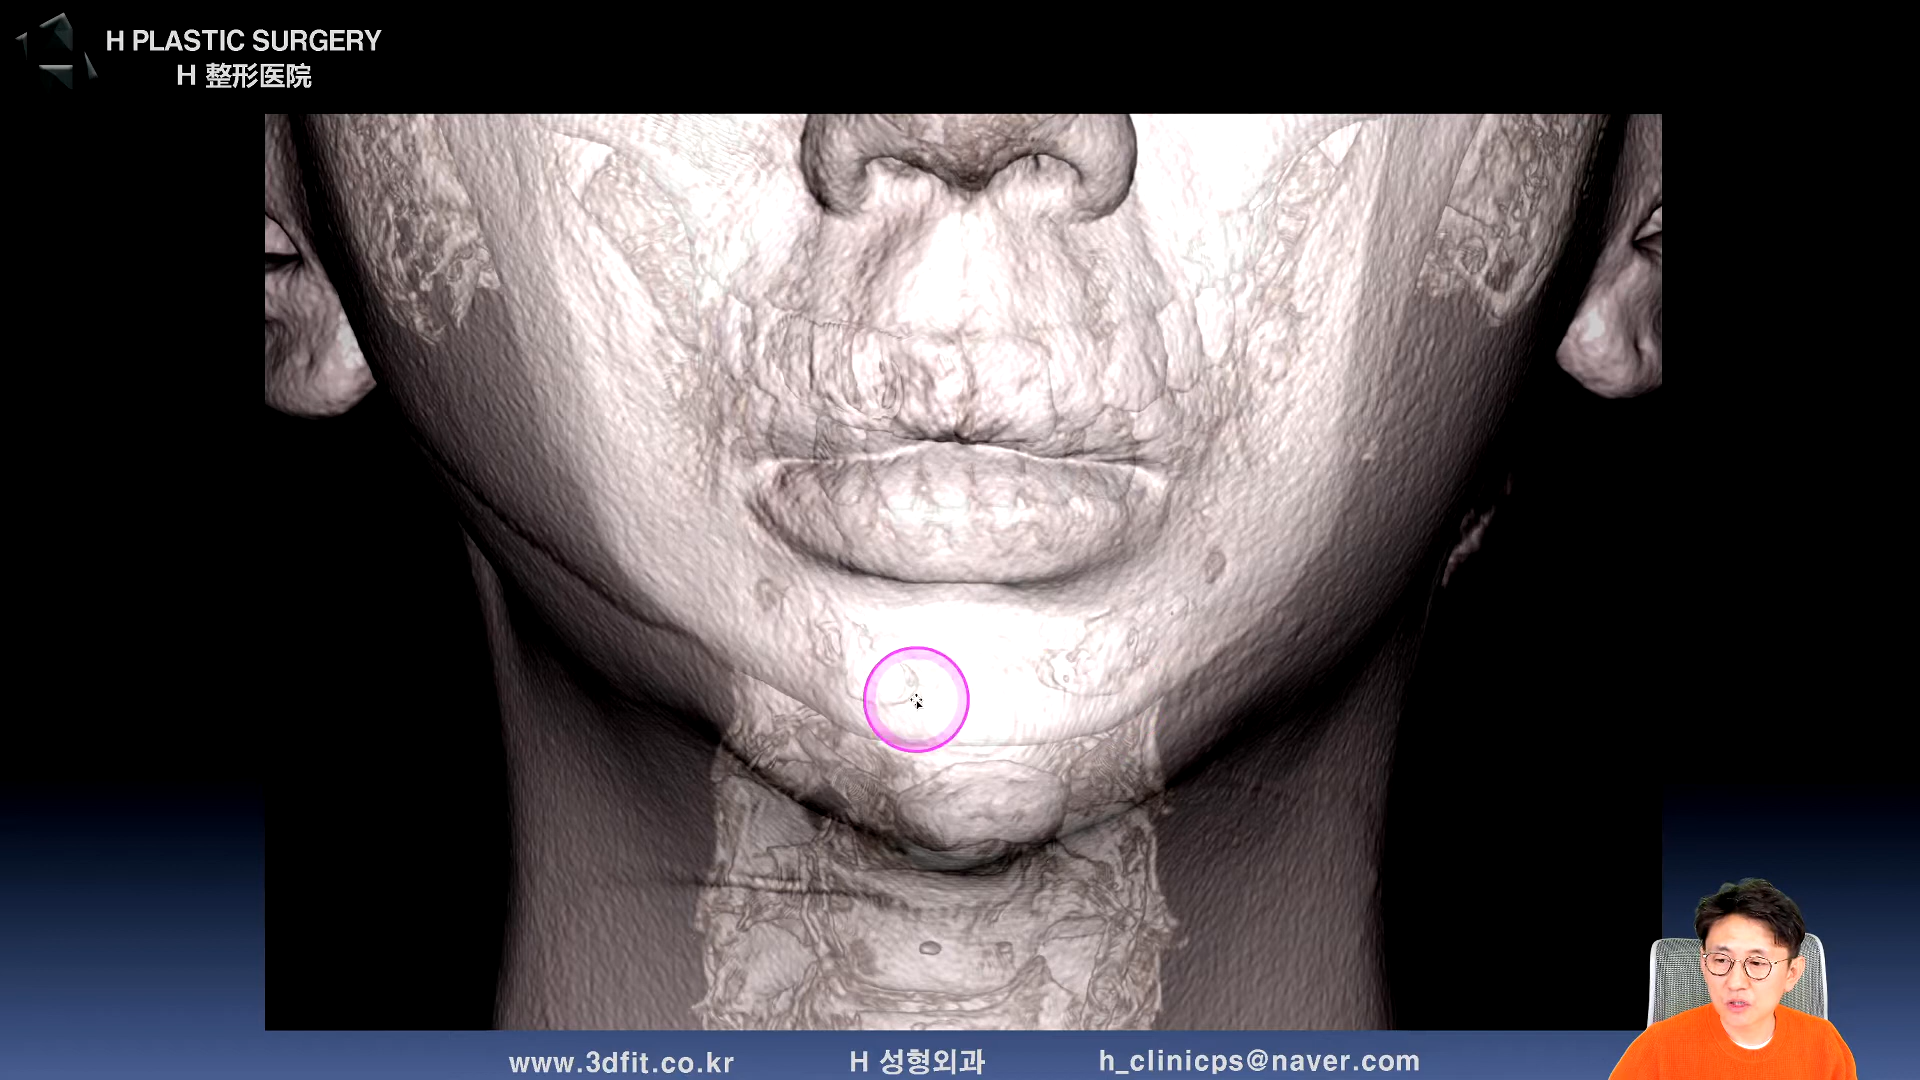 H PLASTIC SURGERY
H 整形医院
www.3dfit.co.kr H 성형외과 h_clinicps@naver.com